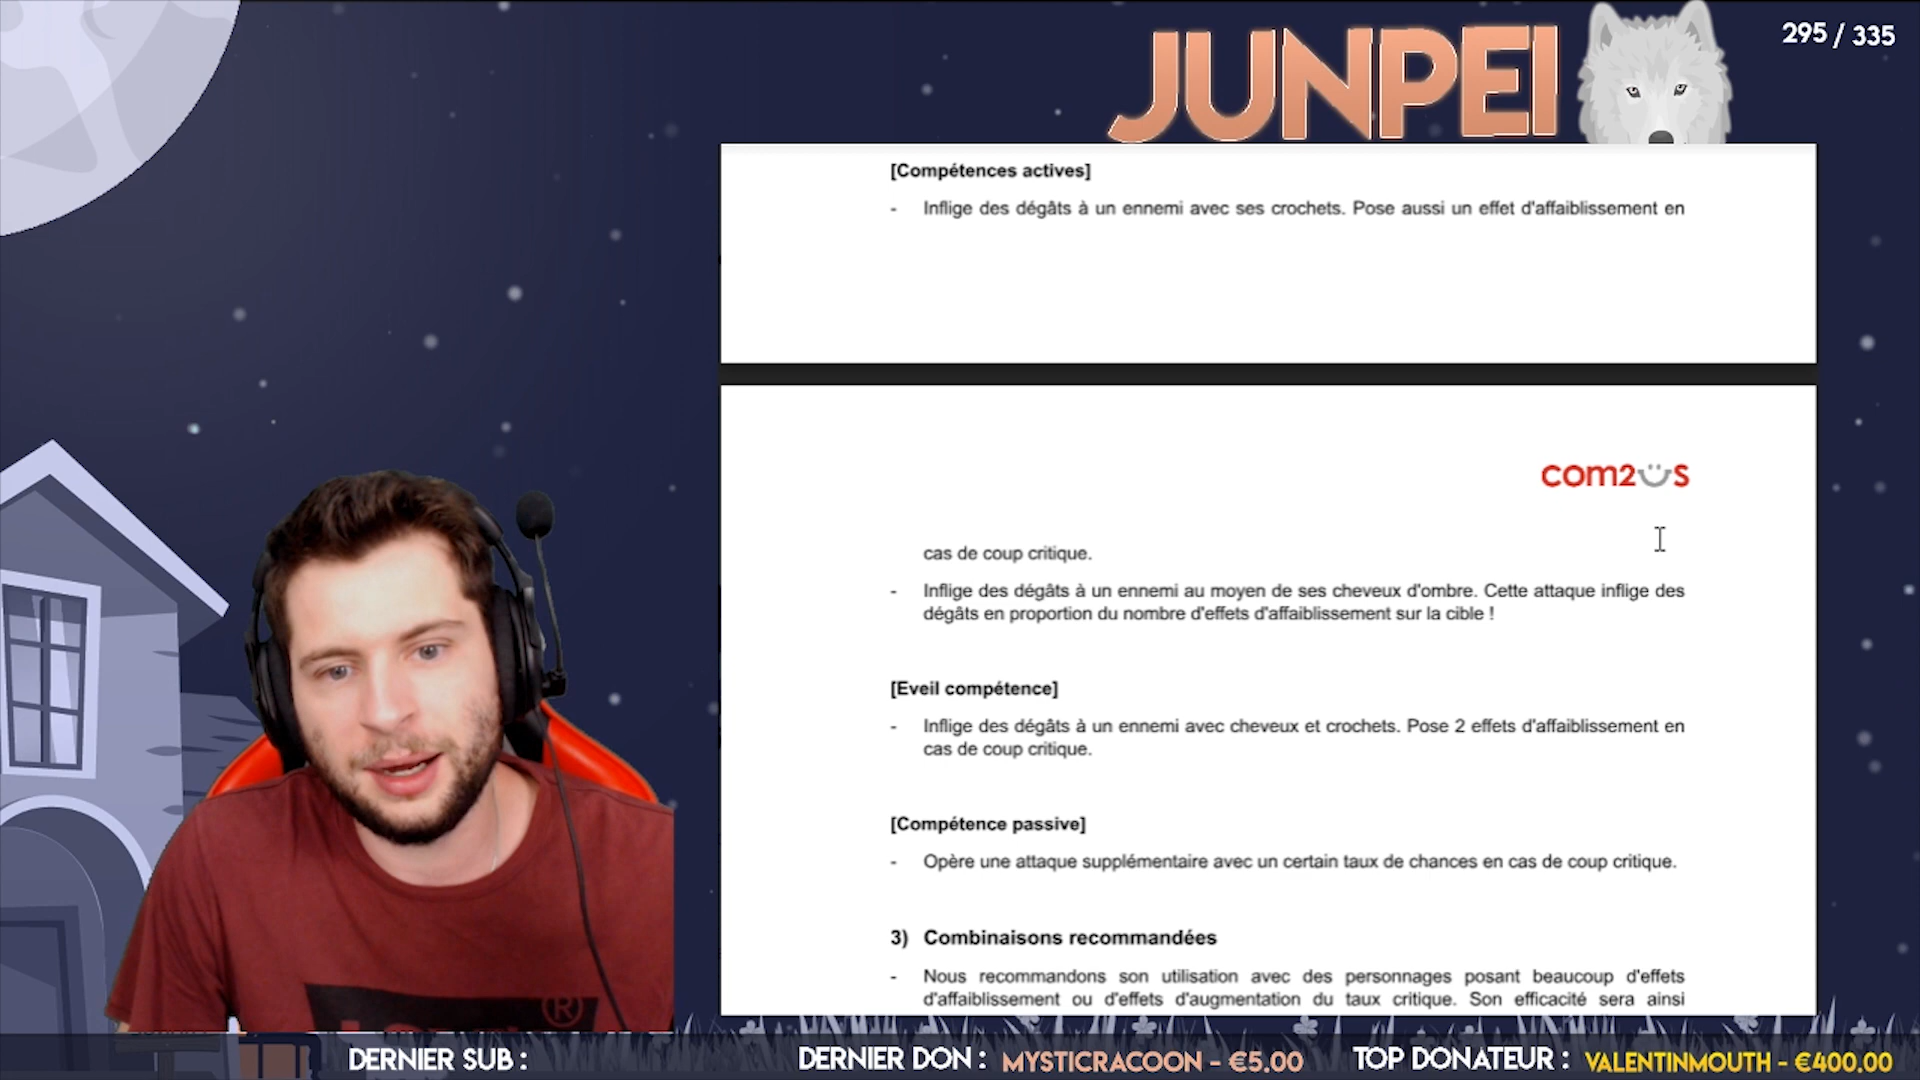 JUNPEI
295 / 335
[Compétences actives]
- Inflige des dégâts à un ennemi avec ses crochets. Pose aussi un effet d'affaiblissement en
com2us
cas de coup critique.
- Inflige des dégâts à un ennemi au moyen de ses cheveux d'ombre. Cette attaque inflige des
dégâts en proportion du nombre d'effets d'affaiblissement sur la cible !
[Eveil compétence]
- Inflige des dégâts à un ennemi avec cheveux et crochets. Pose 2 effets d'affaiblissement en
cas de coup critique.
[Compétence passive]
- Opère une attaque supplémentaire avec un certain taux de chances en cas de coup critique.
3) Combinaisons recommandées
- Nous recommandons son utilisation avec des personnages posant beaucoup d'effets
d'affaiblissement ou d'effets d'augmentation du taux critique. Son efficacité sera ainsi
®
DERNIER SUB :
DERNIER DON : MYSTICRACOON - €5.00
TOP DONATEUR : VALENTINMOUTH - €400.00